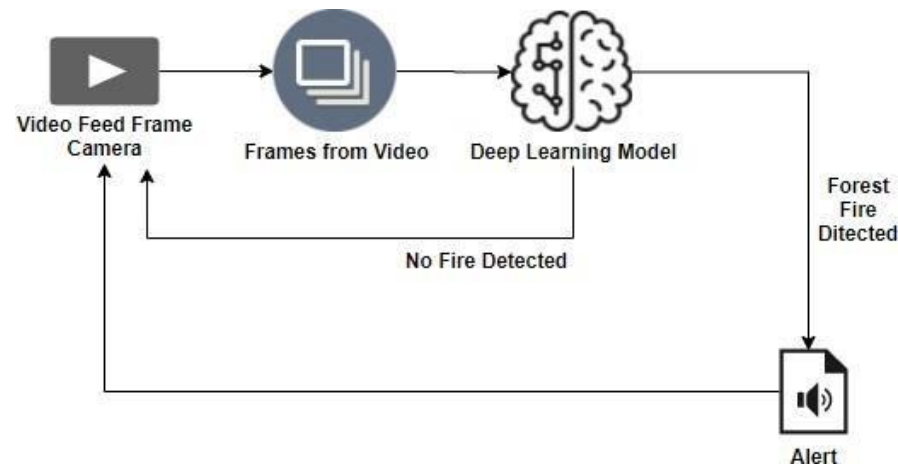 Video Feed Frame
Camera
Frames from Video
Deep Learning Model
Forest
Fire
Ditected
No Fire Detected
Alert